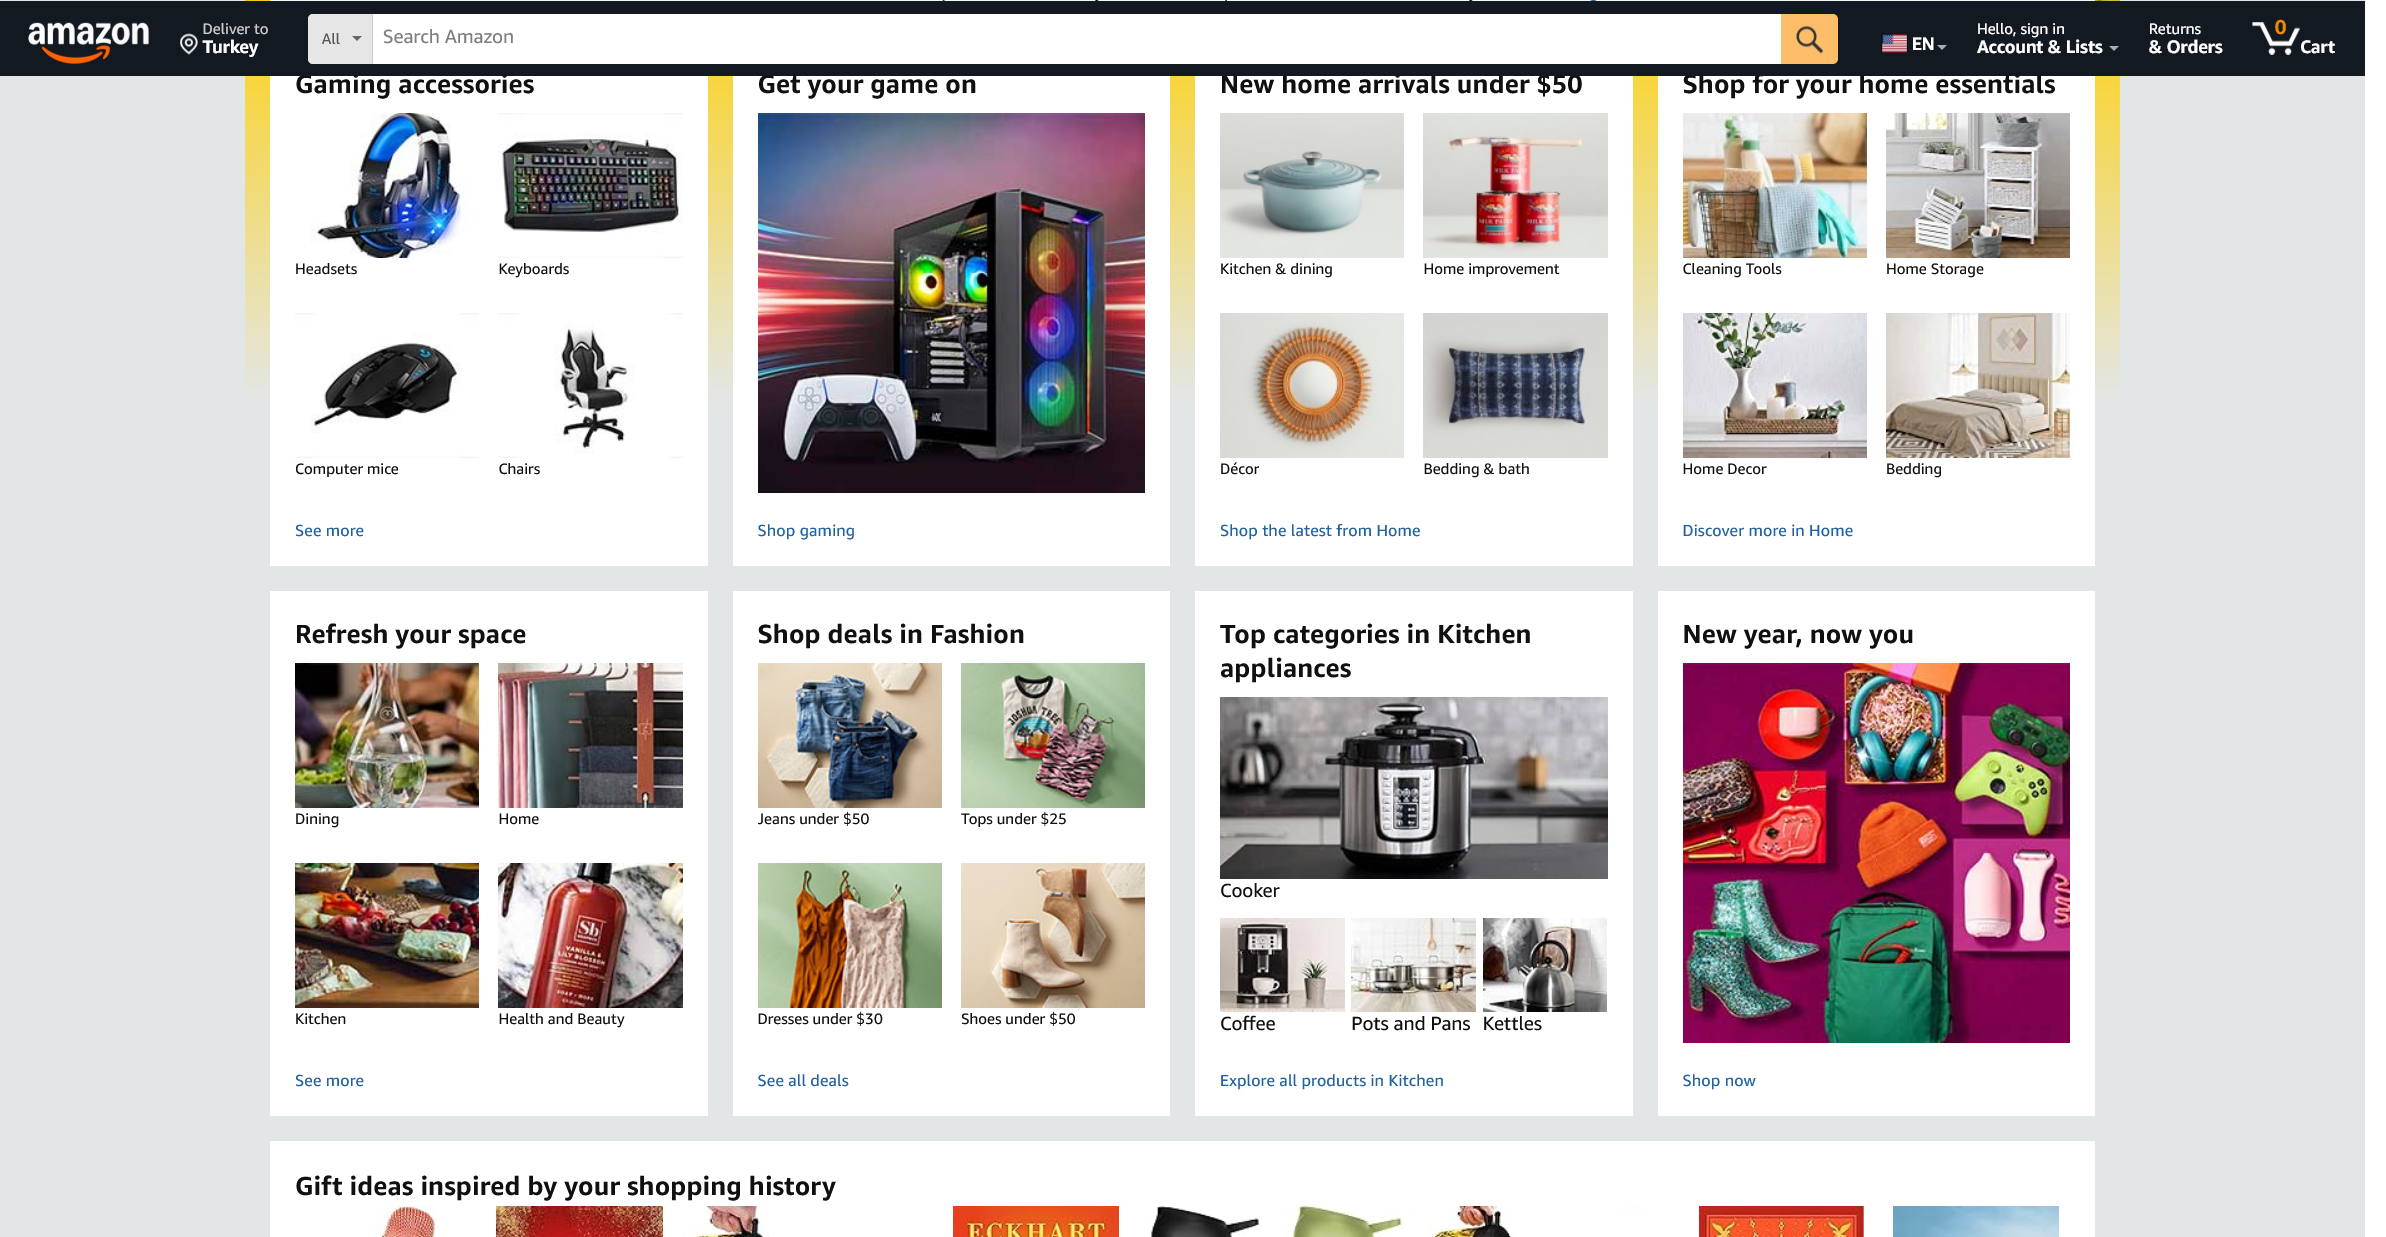 amazon
Deliver to
Turkey
All
Search Amazon
EN
Hello, sign in
Account & Lists
Returns
& Orders
0
Cart
Gaming accessories
Headsets
Keyboards
Computer mice
Chairs
See more
Get your game on
Shop gaming
New home arrivals under $50
Kitchen & dining
Home improvement
Décor
Bedding & bath
Shop the latest from Home
Shop for your home essentials
Cleaning Tools
Home Storage
Home Decor
Bedding
Discover more in Home
Refresh your space
Dining
Home
Kitchen
Sb
VANILLA &
LILY BLOSSOM
Health and Beauty
See more
Shop deals in Fashion
Jeans under $50
JOSHUA TREE
Tops under $25
Dresses under $30
Shoes under $50
See all deals
Top categories in Kitchen
appliances
Cooker
Coffee
Pots and Pans
Kettles
Explore all products in Kitchen
New year, now you
Shop now
Gift ideas inspired by your shopping history
ECKHART